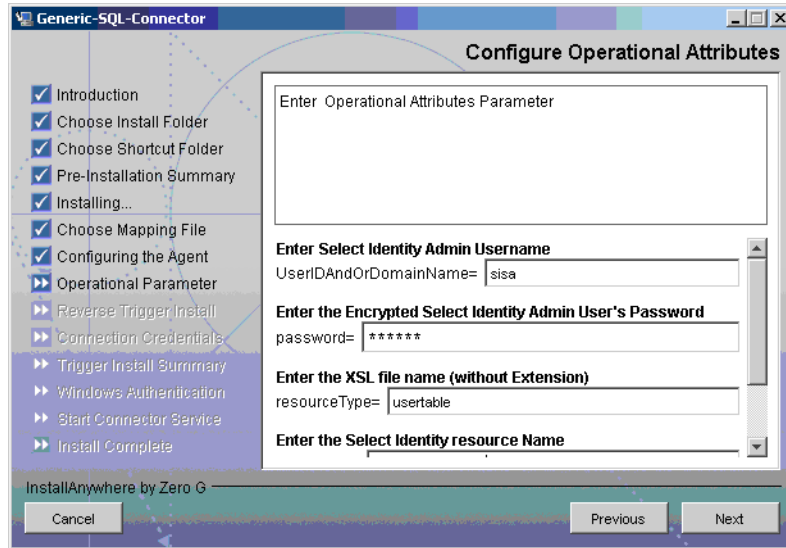 Generic-SQL-Connector
Configure Operational Attributes
Introduction
Choose Install Folder
Choose Shortcut Folder
Pre-Installation Summary
Installing...
Choose Mapping File
Configuring the Agent
Operational Parameter
Reverse Trigger Install
Connection Credentials
Trigger Install Summary
Windows Authentication
Start Connector Service
Install Complete
Enter Operational Attributes Parameter
Enter Select Identity Admin Username
UserIDAndOrDomainName= sisa
Enter the Encrypted Select Identity Admin User's Password
password= ******
Enter the XSL file name (without Extension)
resourceType= usertable
Enter the Select Identity resource Name
InstallAnywhere by Zero G
Cancel
Previous
Next